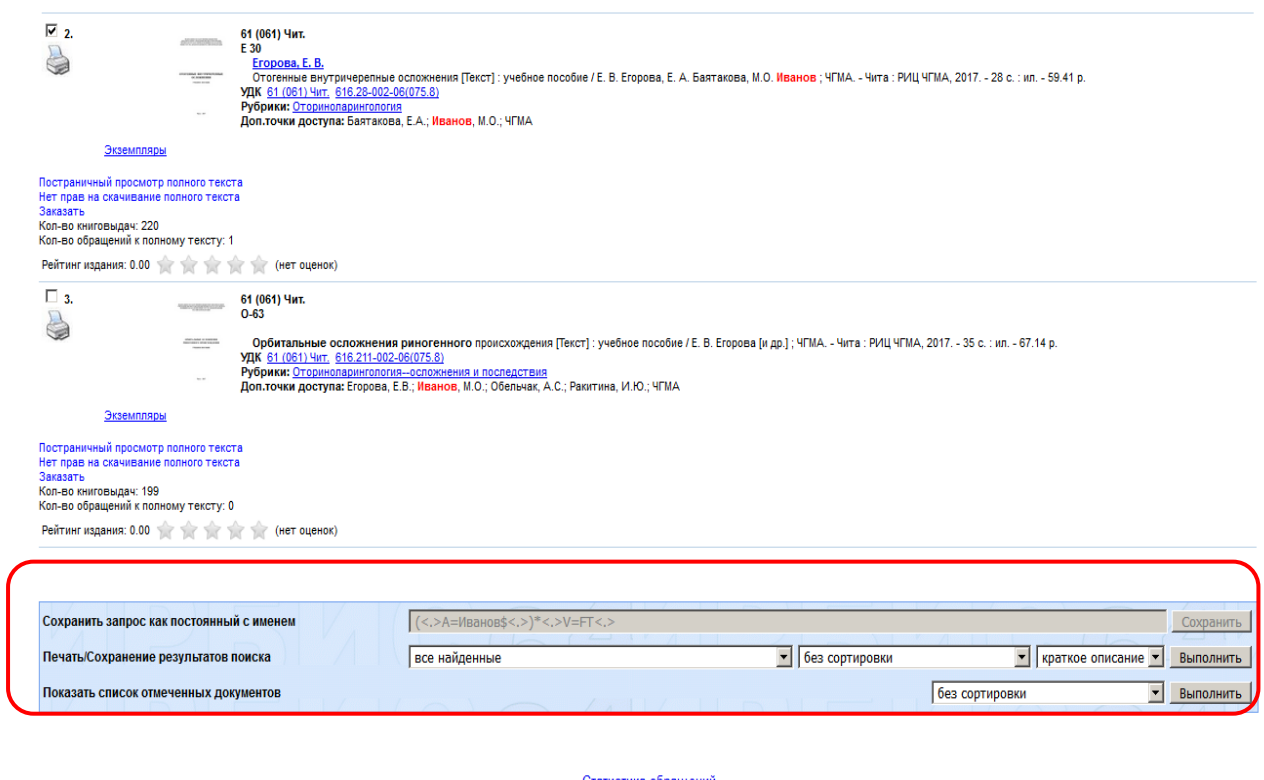 2.
61 (061) Чит.
Е 30
Егорова, Е. В.
Отогенные внутричерепные осложнения [Текст] : учебное пособие / Е. В. Егорова, Е. А. Баятакова, М.О. Иванов ; ЧГМА. - Чита : РИЦ ЧГМА, 2017. - 28 с. : ил. - 59.41 р.
УДК 61 (061) Чит. 616.28-002-06(075.8)
Рубрики: Оториноларингология
Доп.точки доступа: Баятакова, Е.А.; Иванов, М.О.; ЧГМА
Экземпляры
Постраничный просмотр полного текста
Нет прав на скачивание полного текста
Заказать
Кол-во книговыдач: 220
Кол-во обращений к полному тексту: 1
Рейтинг издания: 0.00 (нет оценок)
3.
61 (061) Чит.
О-63
Орбитальные осложнения риногенного происхождения [Текст] : учебное пособие / Е. В. Егорова [и др.] ; ЧГМА. - Чита : РИЦ ЧГМА, 2017. - 35 с. : ил. - 67.14 р.
УДК 61 (061) Чит. 616.211-002-06(075.8)
Рубрики: Оториноларингология--осложнения и последствия
Доп.точки доступа: Егорова, Е.В.; Иванов, М.О.; Обельчак, А.С.; Ракитина, И.Ю.; ЧГМА
Экземпляры
Постраничный просмотр полного текста
Нет прав на скачивание полного текста
Заказать
Кол-во книговыдач: 199
Кол-во обращений к полному тексту: 0
Рейтинг издания: 0.00 (нет оценок)
Сохранить запрос как постоянный с именем (<.>A=Иванов$<.>)*<.>V=FT<.> Сохранить
Печать/Сохранение результатов поиска все найденные без сортировки краткое описание Выполнить
Показать список отмеченных документов без сортировки Выполнить